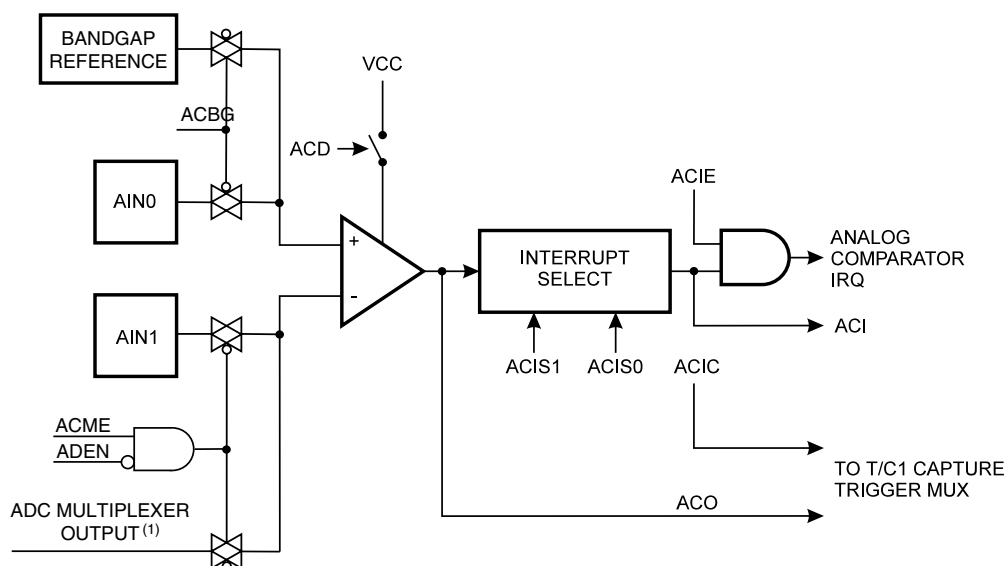 BANDGAP
REFERENCE
VCC
ACBG
ACD
AIN0
ACIE
+
-
INTERRUPT
SELECT
ANALOG
COMPARATOR
IRQ
AIN1
ACI
ACIS1
ACIS0
ACIC
ACME
ADEN
TO T/C1 CAPTURE
TRIGGER MUX
ADC MULTIPLEXER
OUTPUT (1)
ACO